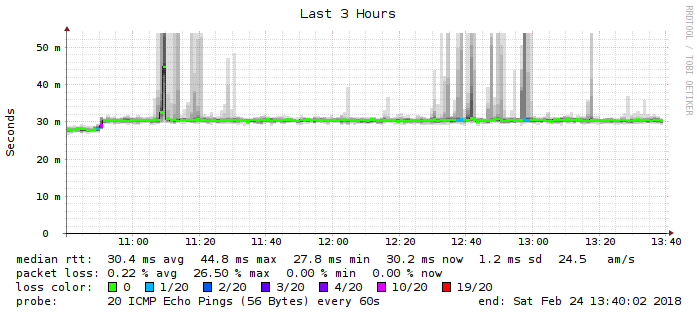 Last 3 Hours
RRDTOOL / TOBI OETIKER
Seconds
50 m
40 m
30 m
20 m
10 m
0
11:00 11:20 11:40 12:00 12:20 12:40 13:00 13:20 13:40
median rtt: 30.4 ms avg 44.8 ms max 27.8 ms min 30.2 ms now 1.2 ms sd 24.5 am/s
packet loss: 0.22 % avg 26.50 % max 0.00 % min 0.00 % now
loss color: 0 1/20 2/20 3/20 4/20 10/20 19/20
probe: 20 ICMP Echo Pings (56 Bytes) every 60s end: Sat Feb 24 13:40:02 2018